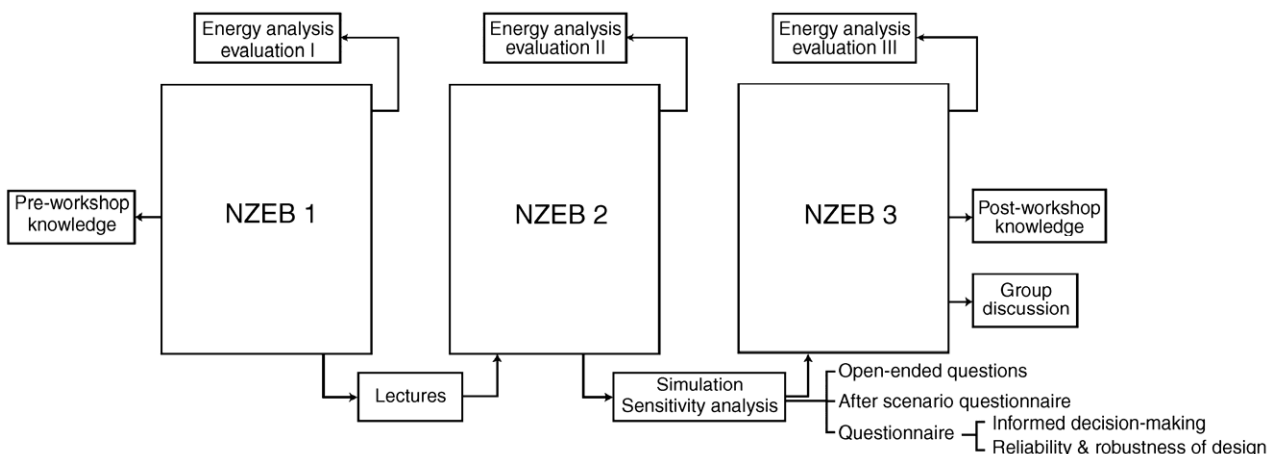 Energy analysis
evaluation I
Energy analysis
evaluation II
Energy analysis
evaluation III
Pre-workshop
knowledge
NZEB 1
NZEB 2
NZEB 3
Post-workshop
knowledge
Group
discussion
Lectures
Simulation
Sensitivity analysis
Open-ended questions
After scenario questionnaire
Questionnaire
Informed decision-making
Reliability & robustness of design